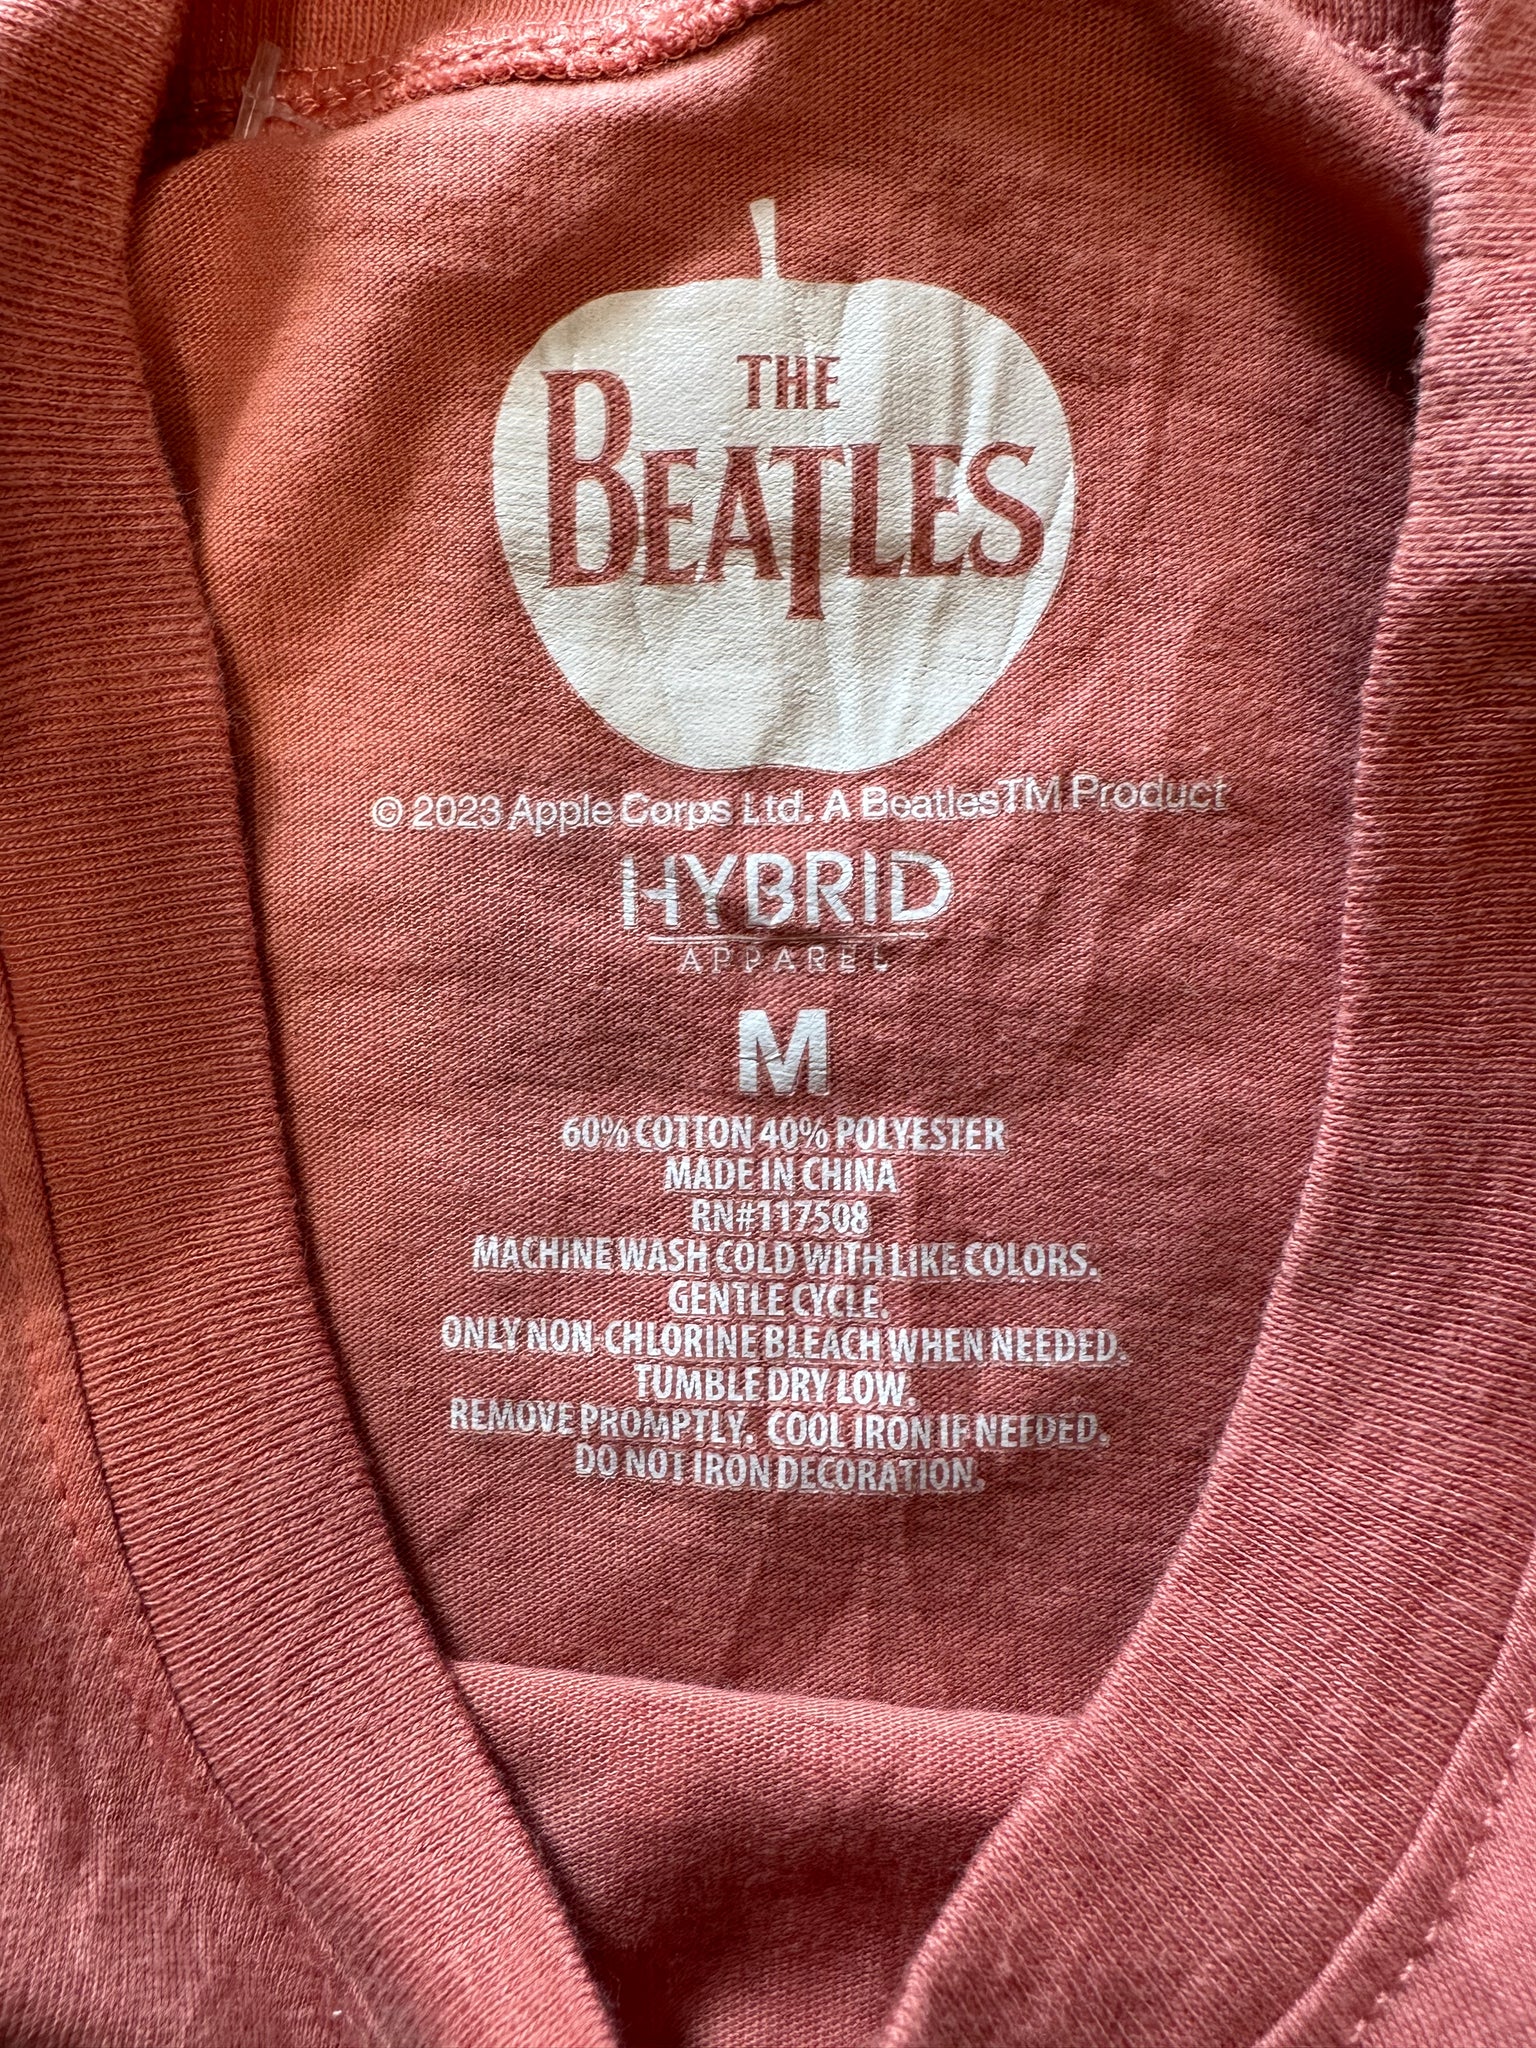 THE
BEATLES
© 2023 Apple Corps Ltd. A Beatles™ Product
HYBRID
APPAREL
M
60% COTTON 40% POLYESTER
MADE IN CHINA
RN#117508
MACHINE WASH COLD WITH LIKE COLORS.
GENTLE CYCLE.
ONLY NON-CHLORINE BLEACH WHEN NEEDED.
TUMBLE DRY LOW.
REMOVE PROMPTLY. COOL IRON IF NEEDED.
DO NOT IRON DECORATION.